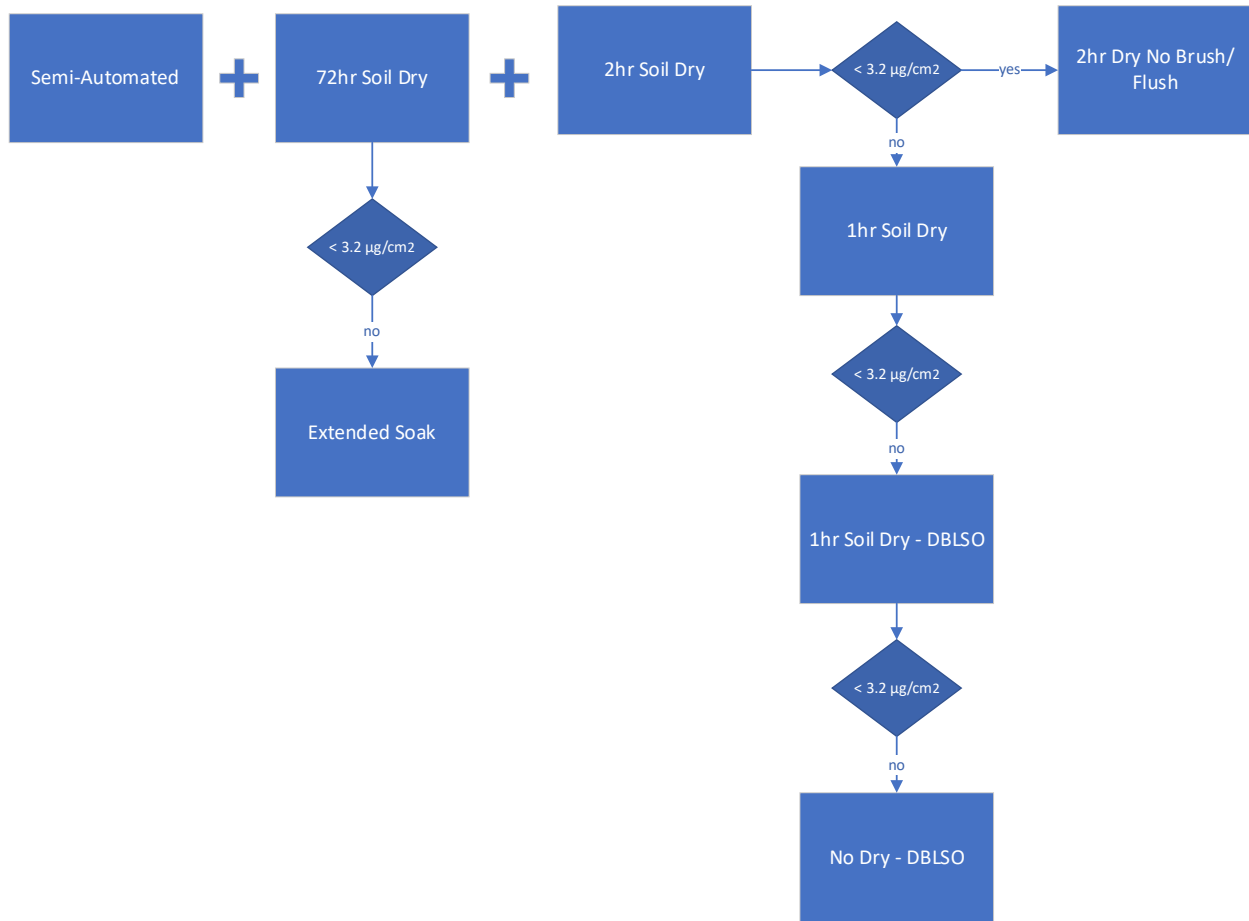 Semi-Automated
72hr Soil Dry
2hr Soil Dry
< 3.2 µg/cm2
yes
2hr Dry No Brush/
Flush
no
1hr Soil Dry
< 3.2 µg/cm2
no
Extended Soak
< 3.2 µg/cm2
no
1hr Soil Dry - DBLSO
< 3.2 µg/cm2
no
No Dry - DBLSO